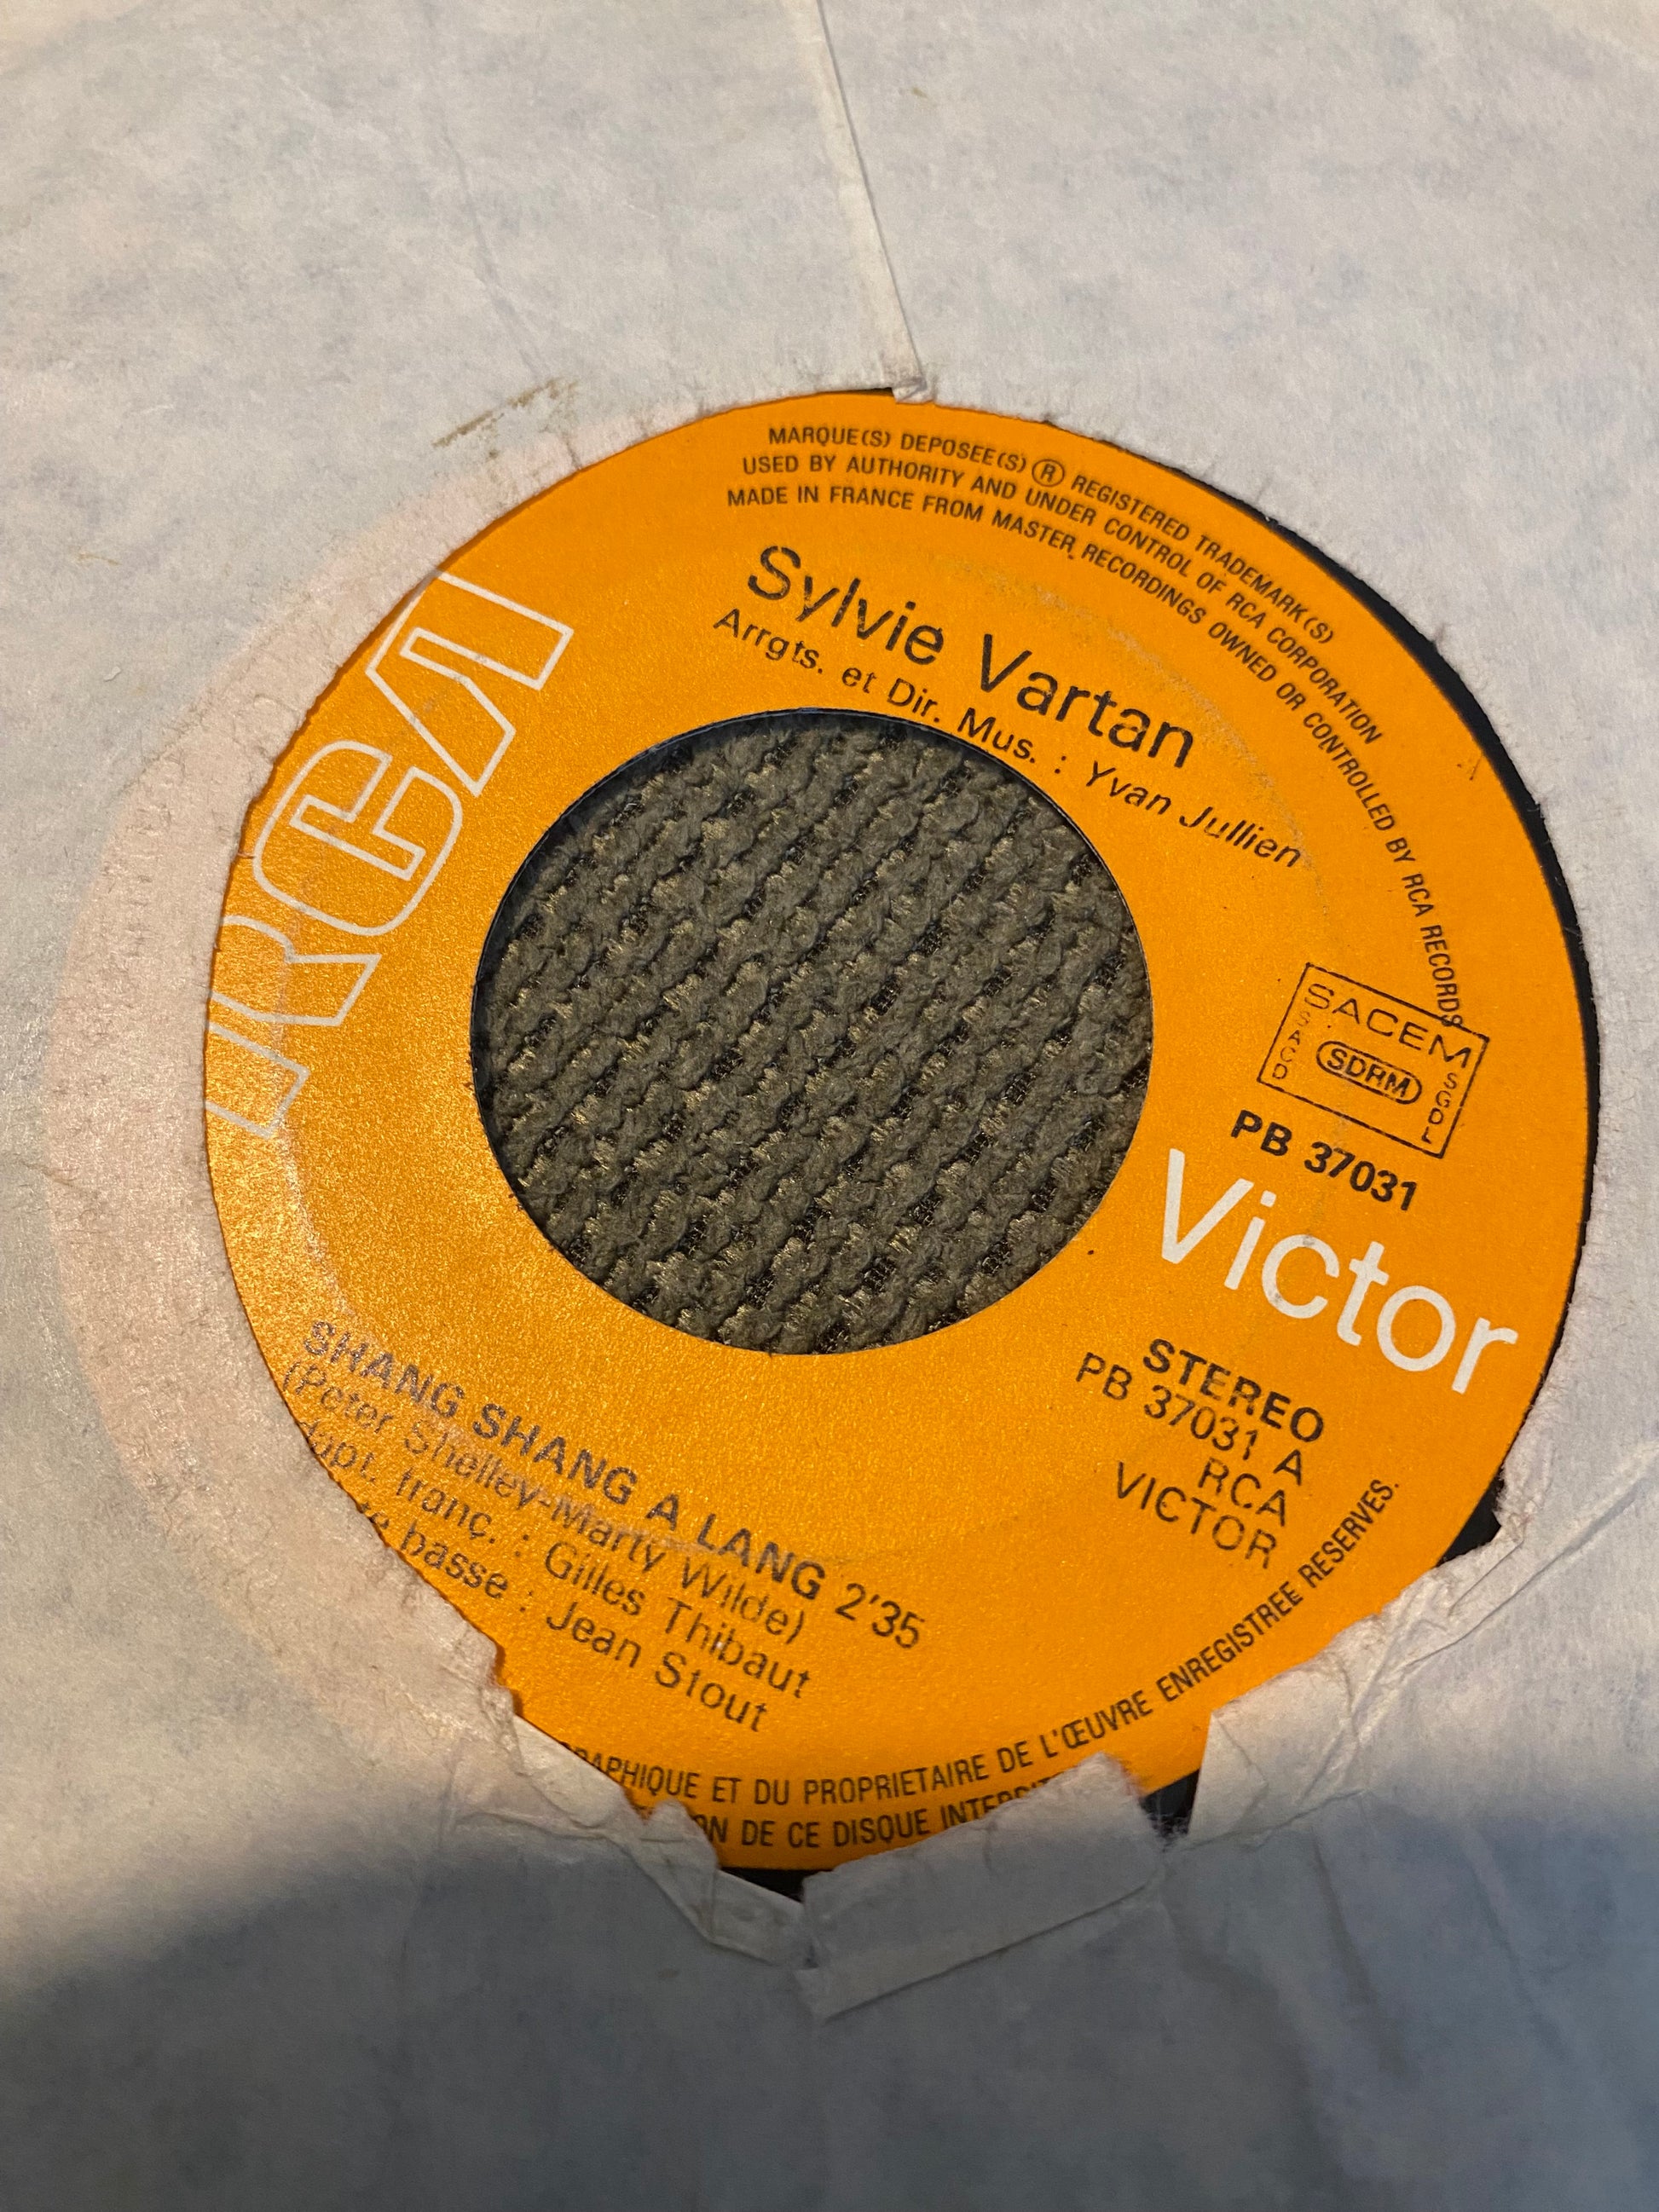 MARQUE(S) DEPOSEE(S) ® REGISTERED TRADEMARK(S)
USED BY AUTHORITY AND UNDER CONTROL OF RCA CORPORATION
MADE IN FRANCE FROM MASTER RECORDINGS OWNED OR CONTROLLED BY RCA RECORDS
Sylvie Vartan
Arrgts. et Dir. Mus. : Yvan Jullien
RCA
SACEM
SACD
SDRM
SGDL
PB 37031
Victor
STEREO
PB 37031 A
RCA
VICTOR
SHANG SHANG A LANG 2'35
(Peter Shelley-Marty Wilde)
franç. : Gilles Thibaut
basse : Jean Stout
ET DU PROPRIETAIRE DE L'ŒUVRE ENREGISTREE RESERVES.
DE CE DISQUE